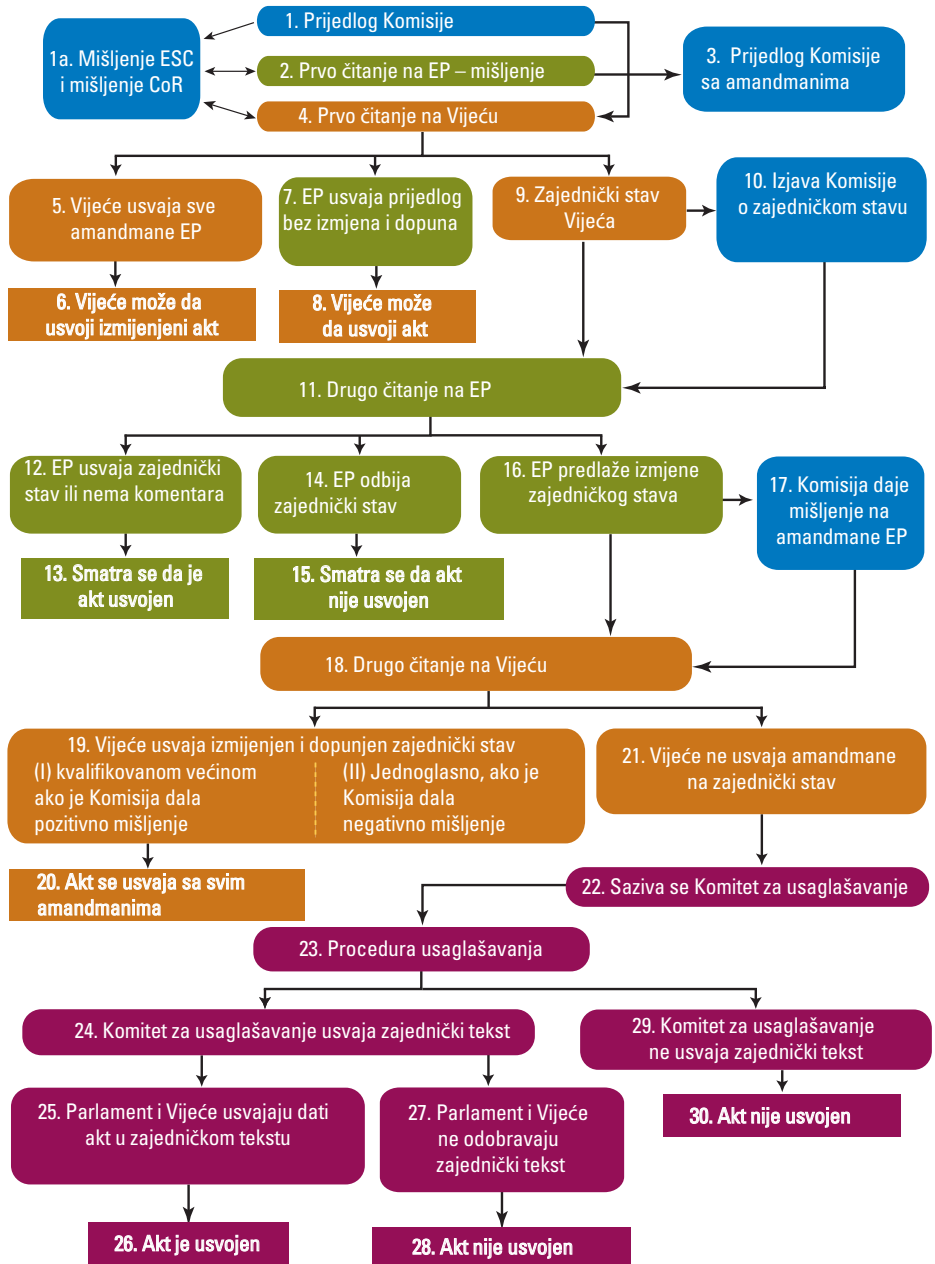 1. Prijedlog Komisije
1a. Mišljenje ESC
i mišljenje CoR
2. Prvo čitanje na EP – mišljenje
3. Prijedlog Komisije
sa amandmanima
4. Prvo čitanje na Vijeću
5. Vijeće usvaja sve
amandmane EP
6. Vijeće može da
usvoji izmijenjeni akt
7. EP usvaja prijedlog
bez izmjena i dopuna
8. Vijeće može
da usvoji akt
9. Zajednički stav
Vijeća
10. Izjava Komisije
o zajedničkom stavu
11. Drugo čitanje na EP
12. EP usvaja zajednički
stav ili nema komentara
13. Smatra se da je
akt usvojen
14. EP odbija
zajednički stav
15. Smatra se da akt
nije usvojen
16. EP predlaže izmjene
zajedničkog stava
17. Komisija daje
mišljenje na
amandmane EP
18. Drugo čitanje na Vijeću
19. Vijeće usvaja izmijenjen i dopunjen zajednički stav
(I) kvalifikovanom većinom
ako je Komisija dala
pozitivno mišljenje
(II) Jednoglasno, ako je
Komisija dala
negativno mišljenje
20. Akt se usvaja sa svim
amandmanima
21. Vijeće ne usvaja amandmane
na zajednički stav
22. Saziva se Komitet za usaglašavanje
23. Procedura usaglašavanja
24. Komitet za usaglašavanje usvaja zajednički tekst
25. Parlament i Vijeće usvajaju dati
akt u zajedničkom tekstu
26. Akt je usvojen
27. Parlament i Vijeće
ne odobravaju
zajednički tekst
28. Akt nije usvojen
29. Komitet za usaglašavanje
ne usvaja zajednički tekst
30. Akt nije usvojen